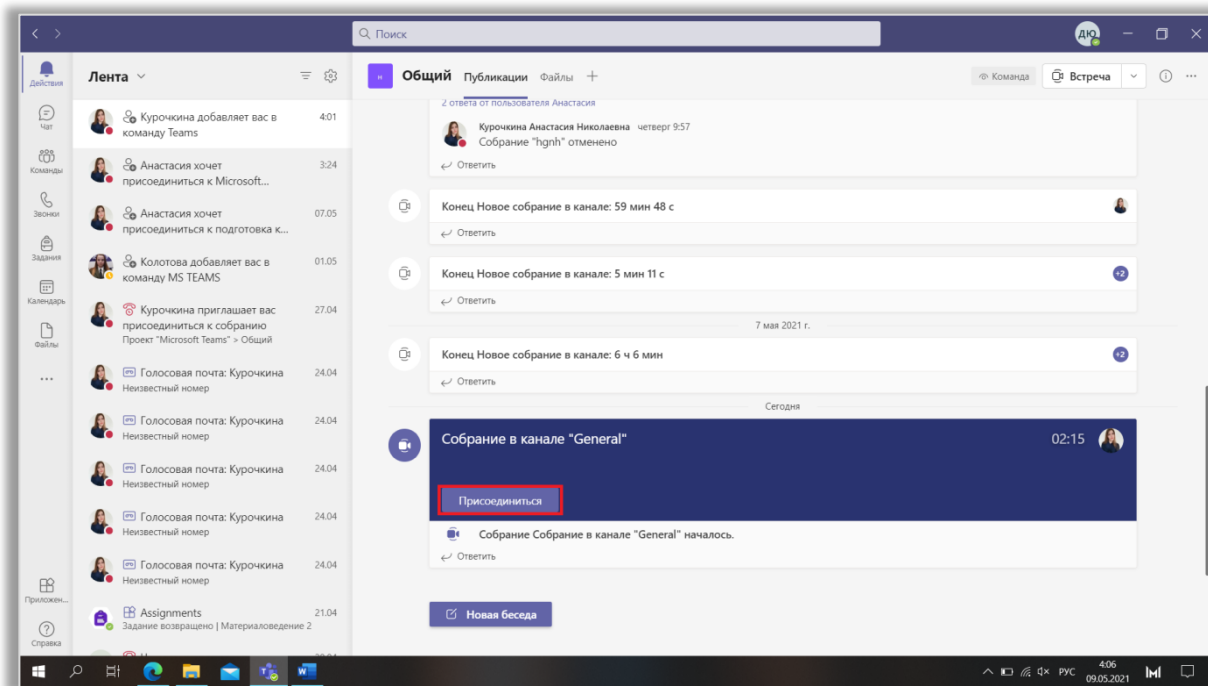 Поиск
ДЮ
Действия
Чат
Команды
Звонки
Задания
Календарь
Файлы
Приложен...
Справка
Лента
Курочкина добавляет вас в
команду Teams
4:01
Анастасия хочет
присоединиться к Microsoft...
3:24
Анастасия хочет
присоединиться к подготовка к...
07.05
Колотова добавляет вас в
команду MS TEAMS
01.05
Курочкина приглашает вас
присоединиться к собранию
Проект "Microsoft Teams" > Общий
27.04
Голосовая почта: Курочкина
Неизвестный номер
24.04
Голосовая почта: Курочкина
Неизвестный номер
24.04
Голосовая почта: Курочкина
Неизвестный номер
24.04
Голосовая почта: Курочкина
Неизвестный номер
24.04
Голосовая почта: Курочкина
Неизвестный номер
24.04
Assignments
Задание возвращено | Материаловедение 2
21.04
н Общий Публикации Файлы
Команда
Встреча
2 ответа от пользователя Анастасия
Курочкина Анастасия Николаевна четверг 9:57
Собрание "hgnh" отменено
Ответить
Конец Новое собрание в канале: 59 мин 48 с
Ответить
Конец Новое собрание в канале: 5 мин 11 с
+2
Ответить
7 мая 2021 г.
Конец Новое собрание в канале: 6 ч 6 мин
+2
Ответить
Сегодня
Собрание в канале "General"
02:15
Присоединиться
Собрание Собрание в канале "General" началось.
Ответить
Новая беседа
РУС
4:06
09.05.2021